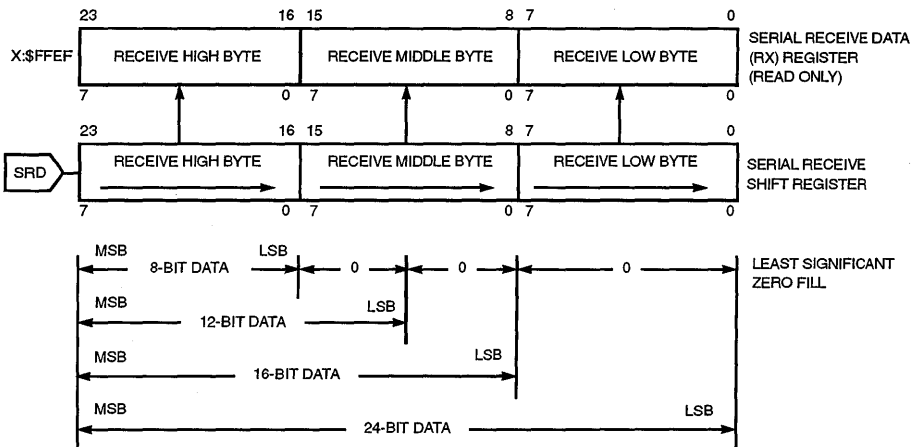 23 16 15 8 7 0
X:$FFEF RECEIVE HIGH BYTE RECEIVE MIDDLE BYTE RECEIVE LOW BYTE
SERIAL RECEIVE DATA
(RX) REGISTER
(READ ONLY)
7 0 7 0 7 0
23 16 15 8 7 0
SRD RECEIVE HIGH BYTE RECEIVE MIDDLE BYTE RECEIVE LOW BYTE
SERIAL RECEIVE
SHIFT REGISTER
7 0 7 0 7 0
MSB LSB
8-BIT DATA 0 0 0
LEAST SIGNIFICANT
ZERO FILL
MSB LSB
12-BIT DATA
MSB LSB
16-BIT DATA
MSB LSB
24-BIT DATA